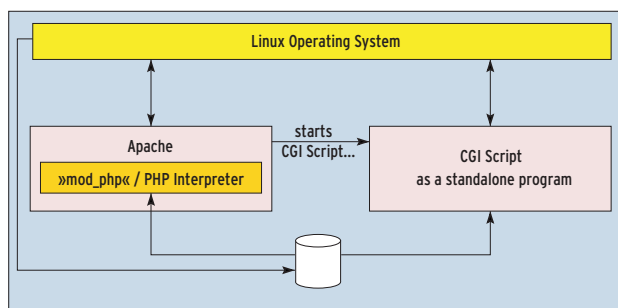 Linux Operating System
Apache
»mod_php« / PHP Interpreter
starts
CGI Script...
CGI Script
as a standalone program